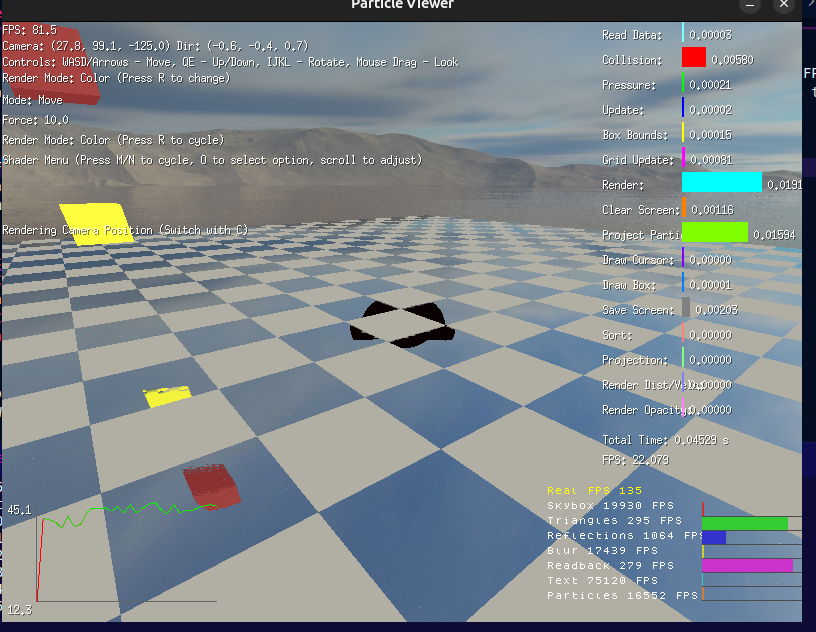 Particle Viewer
FPS: 81.5
Camera: (27.8, 99.1, -125.0) Dir: (-0.6, -0.4, 0.7)
Controls: WASD/Arrows - Move, QE - Up/Down, IJKL - Rotate, Mouse Drag - Look
Render Mode: Color (Press R to change)
Mode: Move
Force: 10.0
Render Mode: Color (Press R to cycle)
Shader Menu (Press M/N to cycle, O to select option, scroll to adjust)
Rendering Camera Position (Switch with C)
Read Data: 0.00003
Collision: 0.00580
Pressure: 0.00021
Update: 0.00002
Box Bounds: 0.00015
Grid Update: 0.00081
Render: 0.0191
Clear Screen: 0.00116
Project Parti 0.01594
Draw Cursor: 0.00000
Draw Box: 0.00001
Save Screen: 0.00203
Sort: 0.00000
Projection: 0.00000
Render Dist/Velo 0.00000
Render Opacity: 0.00000
Total Time: 0.04529 s
FPS: 22.079
Real FPS 135
Skybox 19930 FPS
Triangles 295 FPS
Reflections 1064 FPS
Blur 17439 FPS
Readback 279 FPS
Text 75120 FPS
Particles 16552 FPS
45.1
12.3